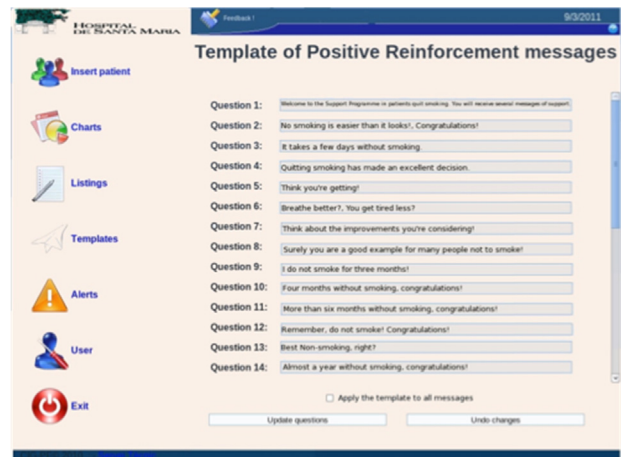 HOSPITAL
DE SANTA MARIA
Feedback !
9/3/2011
Template of Positive Reinforcement messages
Insert patient
Charts
Listings
Templates
Alerts
User
Exit
Question 1: Welcome to the Support Programme in patients quit smoking. You will receive several messages of support,
Question 2: No smoking is easier than it looks!, Congratulations!
Question 3: It takes a few days without smoking.
Question 4: Quitting smoking has made an excellent decision.
Question 5: Think you're getting!
Question 6: Breathe better?, You get tired less?
Question 7: Think about the improvements you're considering!
Question 8: Surely you are a good example for many people not to smoke!
Question 9: I do not smoke for three months!
Question 10: Four months without smoking, congratulations!
Question 11: More than six months without smoking, congratulations!
Question 12: Remember, do not smoke! Congratulations!
Question 13: Best Non-smoking, right?
Question 14: Almost a year without smoking, congratulations!
Apply the template to all messages
Update questions
Undo changes